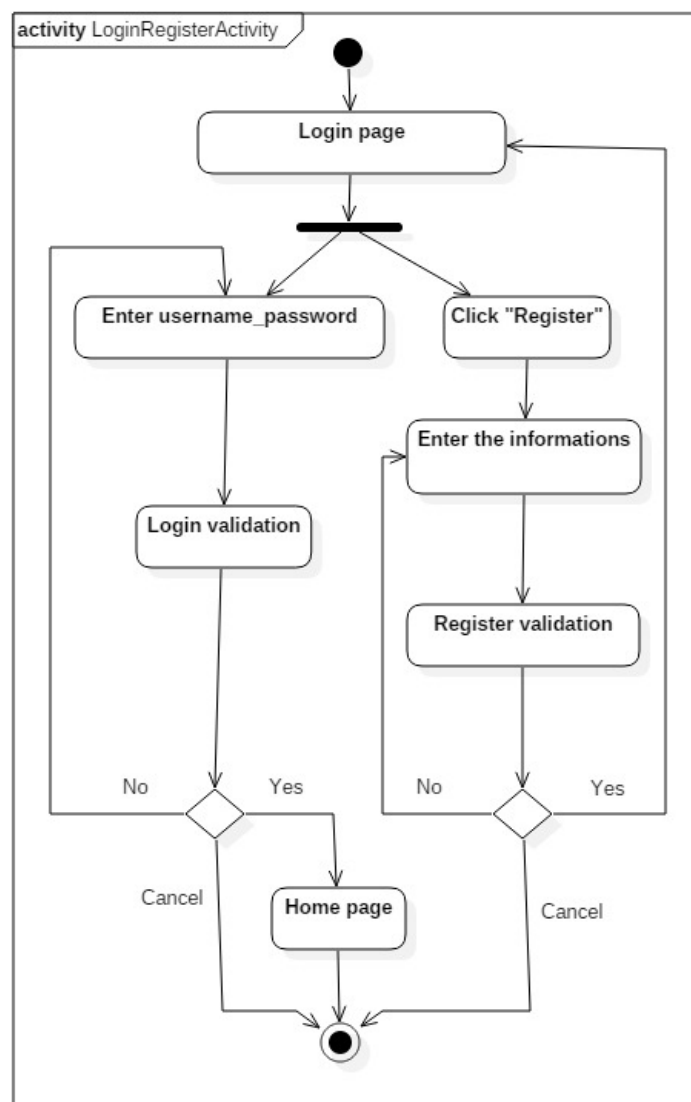 activity LoginRegisterActivity
Login page
Enter username_password
Click "Register"
Enter the informations
Login validation
Register validation
No
Yes
No
Yes
Cancel
Home page
Cancel